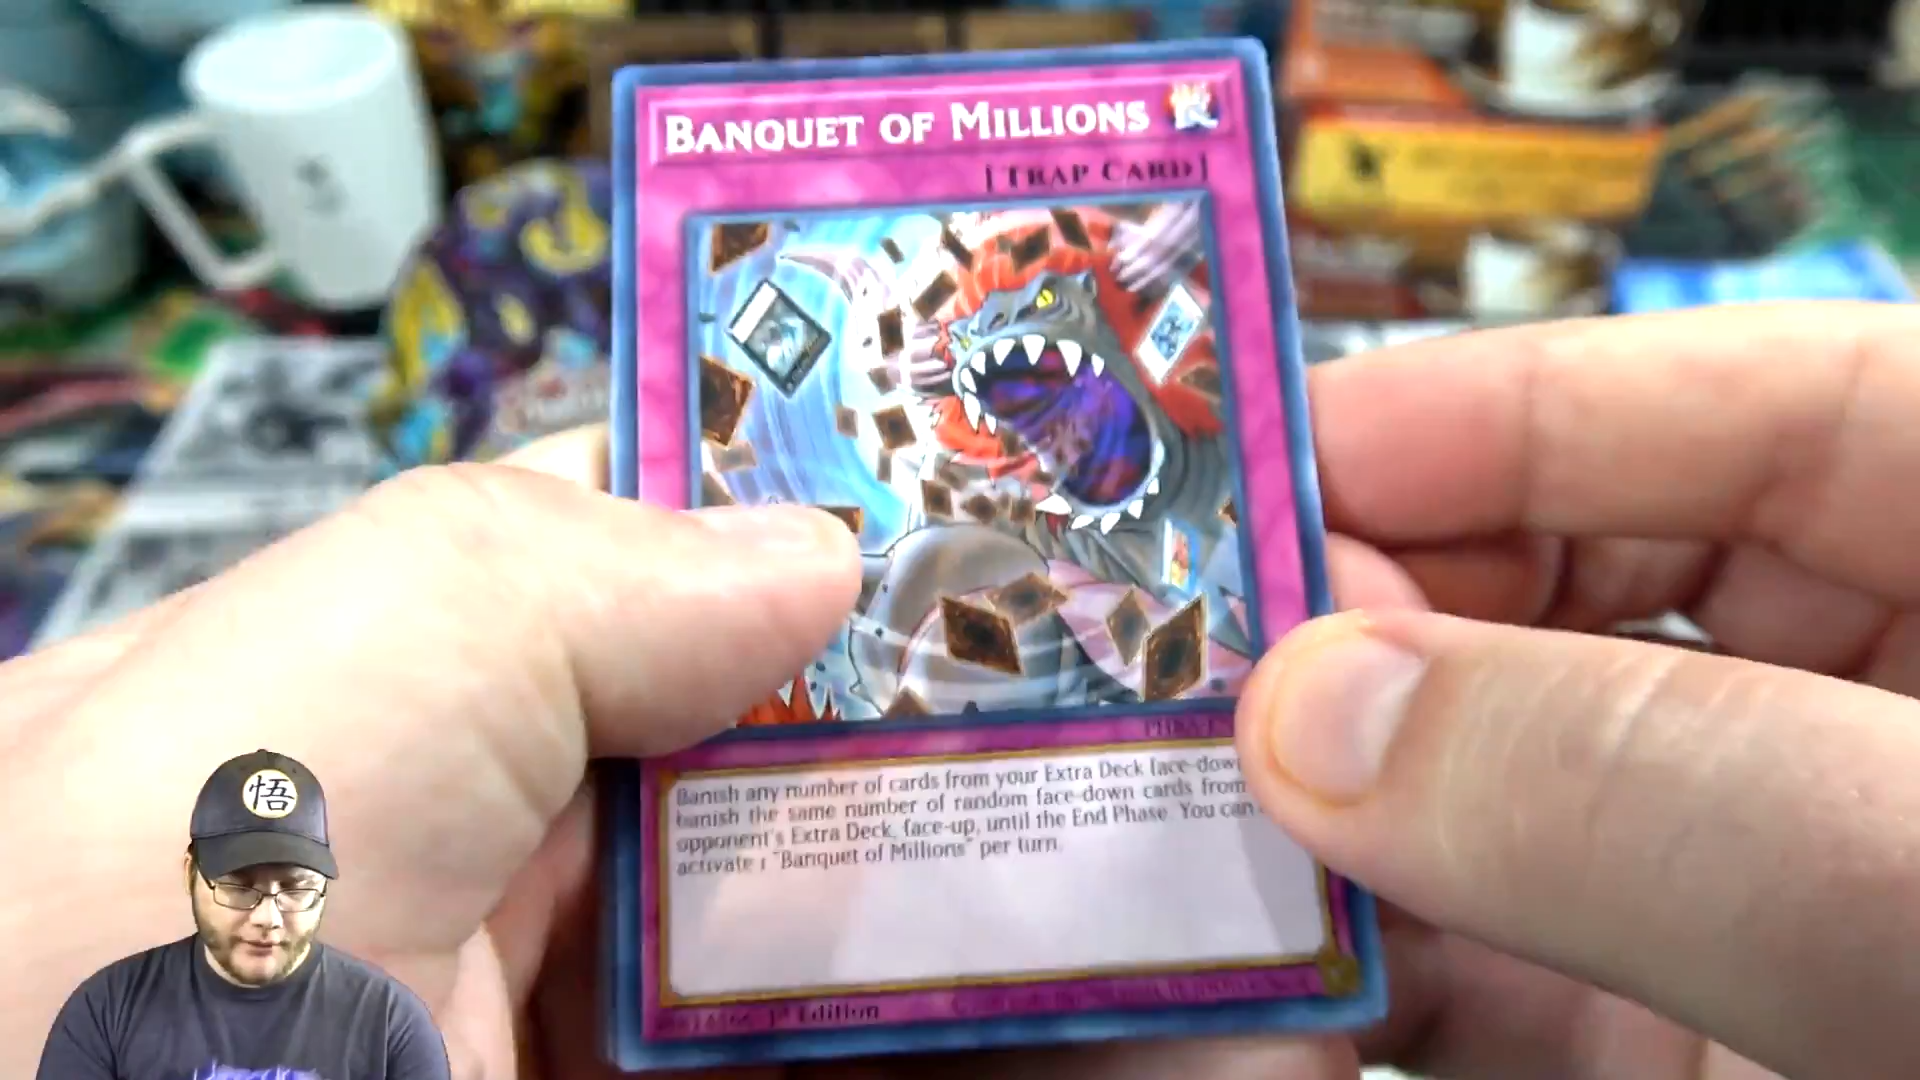 BANQUET OF MILLIONS
[TRAP CARD]
Banish any number of cards from your Extra Deck face-down
banish the same number of random face-down cards from
opponent's Extra Deck, face-up, until the End Phase. You can
activate 1 "Banquet of Millions" per turn.
1st Edition
悟